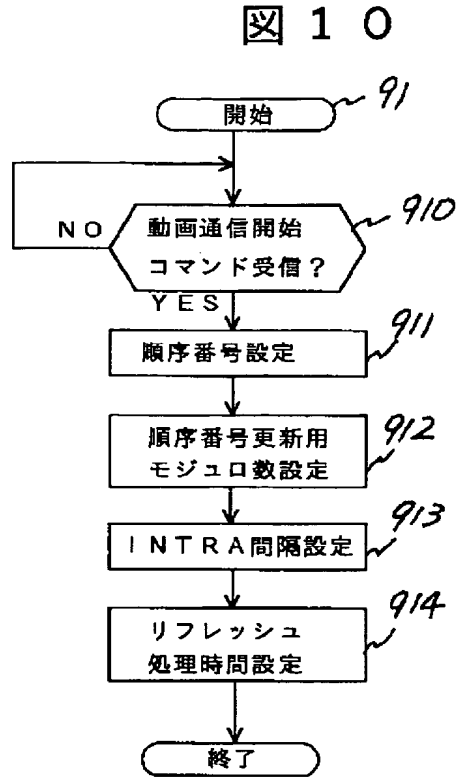 図10
開始
91
動画通信開始
コマンド受信?
910
NO
YES
順序番号設定
911
順序番号更新用
モジュロ数設定
912
INTRA間隔設定
913
リフレッシュ
処理時間設定
914
終了